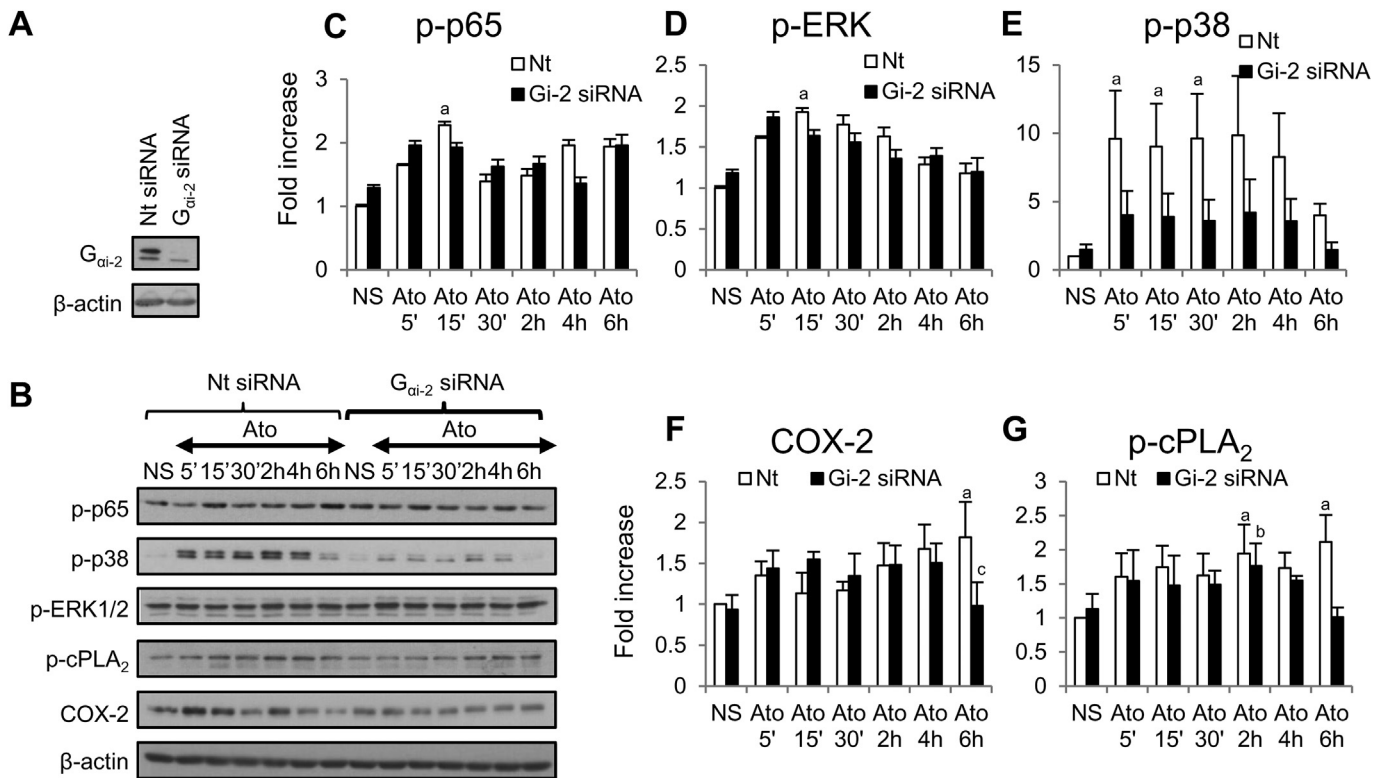 A
Nt siRNA
Gαi-2 siRNA
Gαi-2
β-actin
B
Nt siRNA
Gαi-2 siRNA
Ato
Ato
NS 5’ 15’ 30’ 2h 4h 6h NS 5’ 15’ 30’ 2h 4h 6h
p-p65
p-p38
p-ERK1/2
p-cPLA2
COX-2
β-actin
C
p-p65
Nt
Gi-2 siRNA
Fold increase
3
2
1
0
a
NS Ato Ato Ato Ato Ato Ato
5' 15' 30' 2h 4h 6h
D
p-ERK
Nt
Gi-2 siRNA
2.5
2
1.5
1
0.5
0
a
NS Ato Ato Ato Ato Ato Ato
5' 15' 30' 2h 4h 6h
E
p-p38
Nt
Gi-2 siRNA
15
10
5
0
a a a
NS Ato Ato Ato Ato Ato Ato
5' 15' 30' 2h 4h 6h
F
COX-2
Nt Gi-2 siRNA
Fold increase
2.5
2
1.5
1
0.5
0
a
c
NS Ato Ato Ato Ato Ato Ato
5' 15' 30' 2h 4h 6h
G
p-cPLA2
Nt Gi-2 siRNA
3
2.5
2
1.5
1
0.5
0
a b a
NS Ato Ato Ato Ato Ato Ato
5' 15' 30' 2h 4h 6h